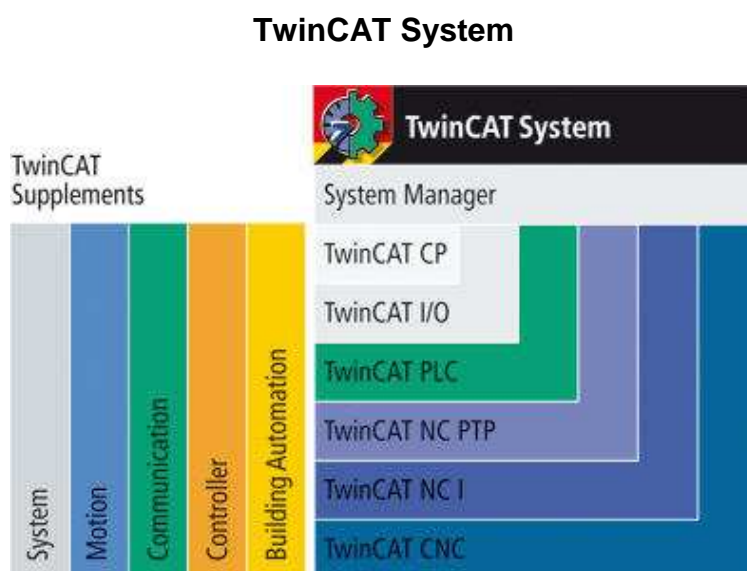 TwinCAT System
TwinCAT System
TwinCAT
Supplements
System Manager
TwinCAT CP
TwinCAT I/O
TwinCAT PLC
TwinCAT NC PTP
TwinCAT NC I
TwinCAT CNC
System
Motion
Communication
Controller
Building Automation